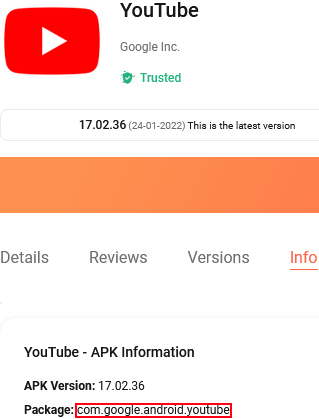 YouTube
Google Inc.
Trusted
17.02.36 (24-01-2022) This is the latest version
Details Reviews Versions Info
YouTube - APK Information
APK Version: 17.02.36
Package: com.google.android.youtube